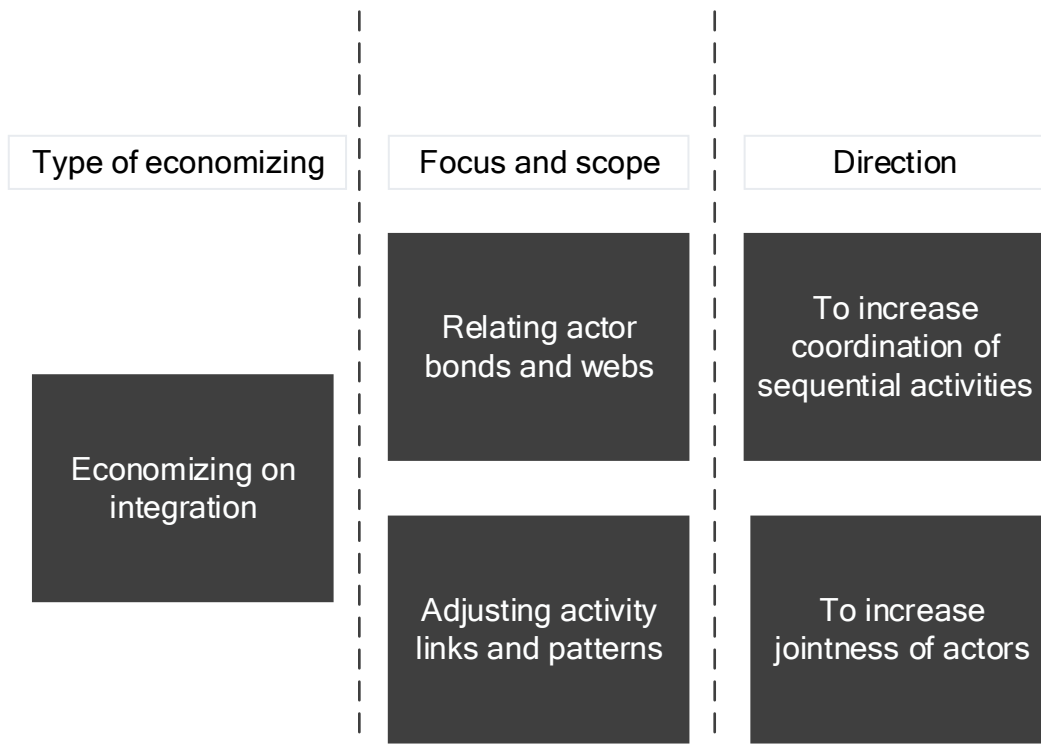 Type of economizing
Focus and scope
Direction
Relating actor
bonds and webs
To increase
coordination of
sequential activities
Economizing on
integration
Adjusting activity
links and patterns
To increase
jointness of actors